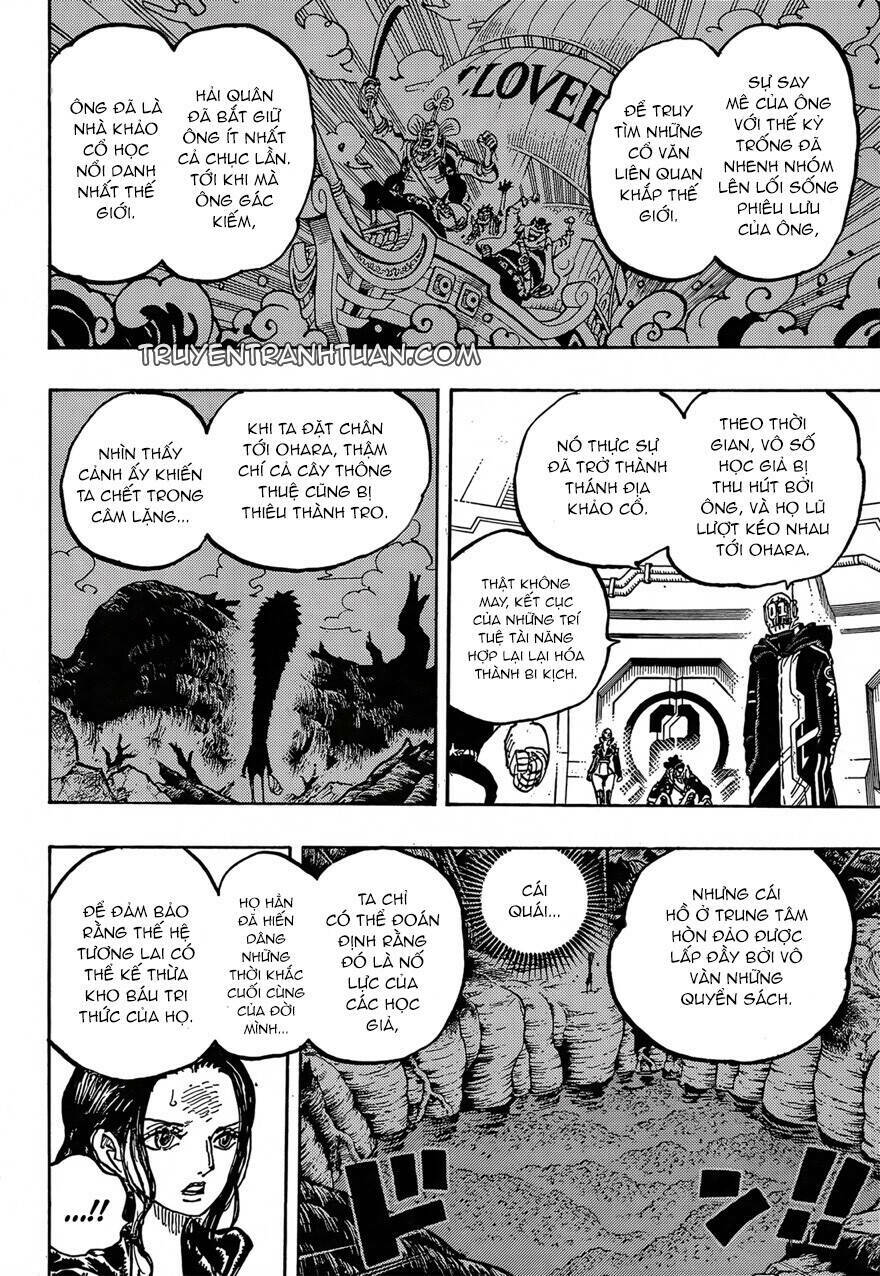 SỰ SAY
MÊ CỦA ÔNG
VỚI THẾ KỶ
TRỐNG ĐÃ
NHENH NHÓM
LÊN LỐI SỐNG
PHIÊU LƯU
CỦA ÔNG,
ĐỂ TRUY
TÌM NHỮNG
CỔ VĂN
LIÊN QUAN
KHẮP THẾ
GIỚI.
CLOVER
HẢI QUÂN
ĐÃ BẮT GIỮ
ÔNG ÍT NHẤT
CẢ CHỤC LẦN.
TỚI KHI MÀ
ÔNG GÁC
KIẾM,
ÔNG ĐÃ LÀ
NHÀ KHẢO
CỔ HỌC
NỔI DANH
NHẤT THẾ
GIỚI.
TRUYENTRANHTUAN.COM
THEO THỜI
GIAN, VÔ SỐ
HỌC GIẢ BỊ
THU HÚT BỞI
ÔNG, VÀ HỌ LŨ
LƯỢT KÉO NHAU
TỚI OHARA.
NÓ THỰC SỰ
ĐÃ TRỞ THÀNH
THÁNH ĐỊA
KHẢO CỔ.
THẬT KHÔNG
MAY, KẾT CỤC
CỦA NHỮNG TRÍ
TUỆ TÀI NĂNG
HỢP LẠI LẠI HÓA
THÀNH BI KỊCH.
2
KHI TA ĐẶT CHÂN
TỚI OHARA, THẬM
CHÍ CẢ CÂY THÔNG
THUỆ CŨNG BỊ
THIÊU THÀNH TRO.
NHÌN THẤY
CẢNH ẤY KHIẾN
TA CHẾT TRONG
CÂM LẶNG...
NHƯNG CÁI
HỒ Ở TRUNG TÂM
HÒN ĐẢO ĐƯỢC
LẤP ĐẦY BỞI VÔ
VÀN NHỮNG
QUYỂN SÁCH.
CÁI
QUÁI...
TA CHỈ
CÓ THỂ ĐOÁN
ĐỊNH RẰNG
ĐÓ LÀ NỖ
LỰC CỦA
CÁC HỌC
GIẢ,
HỌ HẲN
ĐÃ HIẾN
DÂNG
NHỮNG
THỜI KHẮC
CUỐI CÙNG
CỦA ĐỜI
MÌNH...
ĐỂ ĐẢM BẢO
RẰNG THẾ HỆ
TƯƠNG LAI CÓ
THỂ KẾ THỪA
KHO BÁU TRI
THỨC CỦA HỌ.
...!!
ドン!!